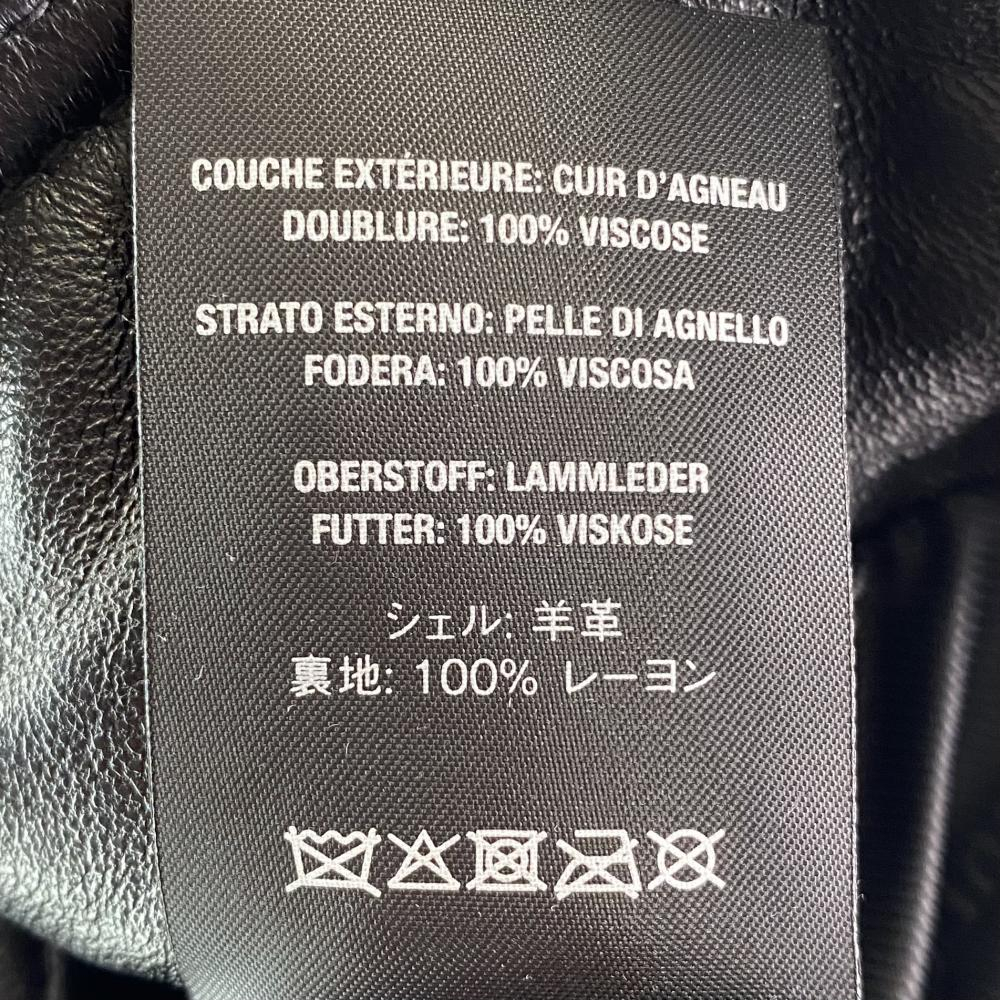 COUCHE EXTÉRIEURE: CUIR D'AGNEAU
DOUBLURE: 100% VISCOSE
STRATO ESTERNO: PELLE DI AGNELLO
FODERA: 100% VISCOSA
OBERSTOFF: LAMMLEDER
FUTTER: 100% VISKOSE
シェル: 羊革
裏地: 100% レーヨン